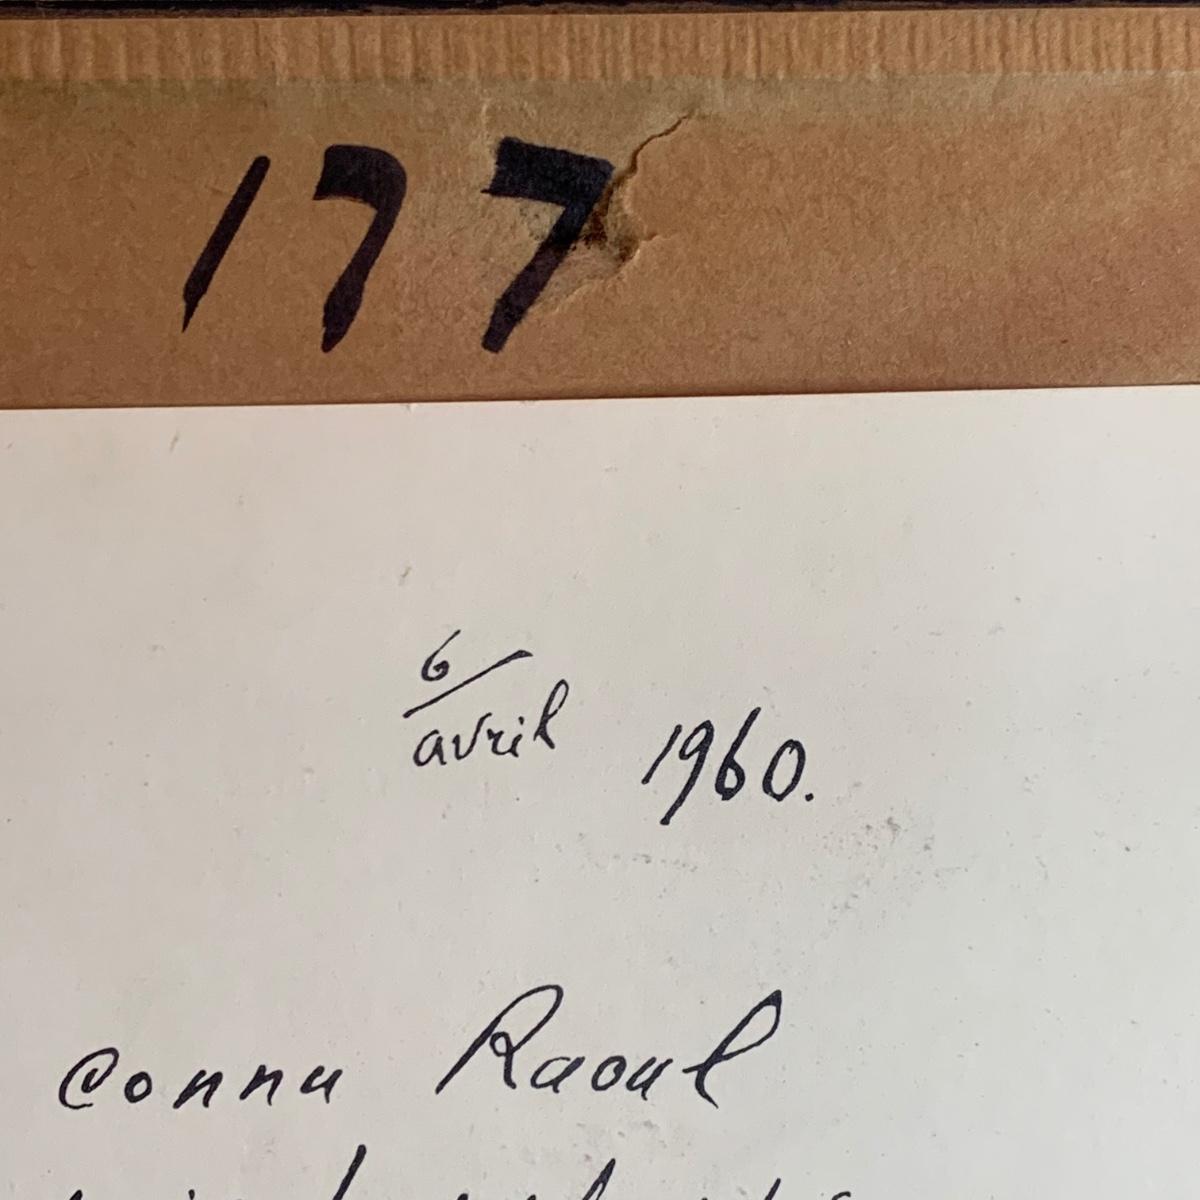 177
6/
avril 1960.
connu Raoul